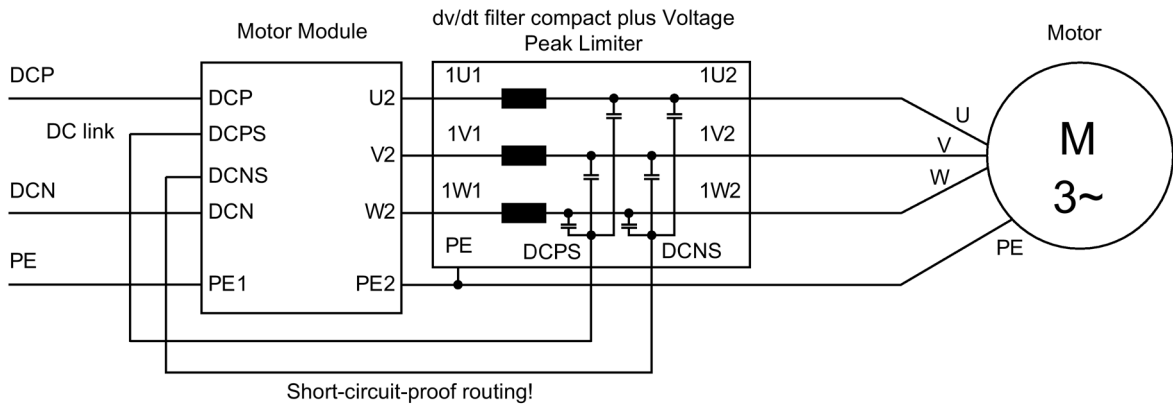 dv/dt filter compact plus Voltage
Peak Limiter
Motor Module
Motor
DCP
DCP
U2
1U1
1U2
U
DC link
DCPS
V2
1V1
1V2
V
M
3~
DCN
DCNS
DCN
W2
1W1
1W2
W
PE
DCPS
DCNS
PE
PE
PE1
PE2
Short-circuit-proof routing!